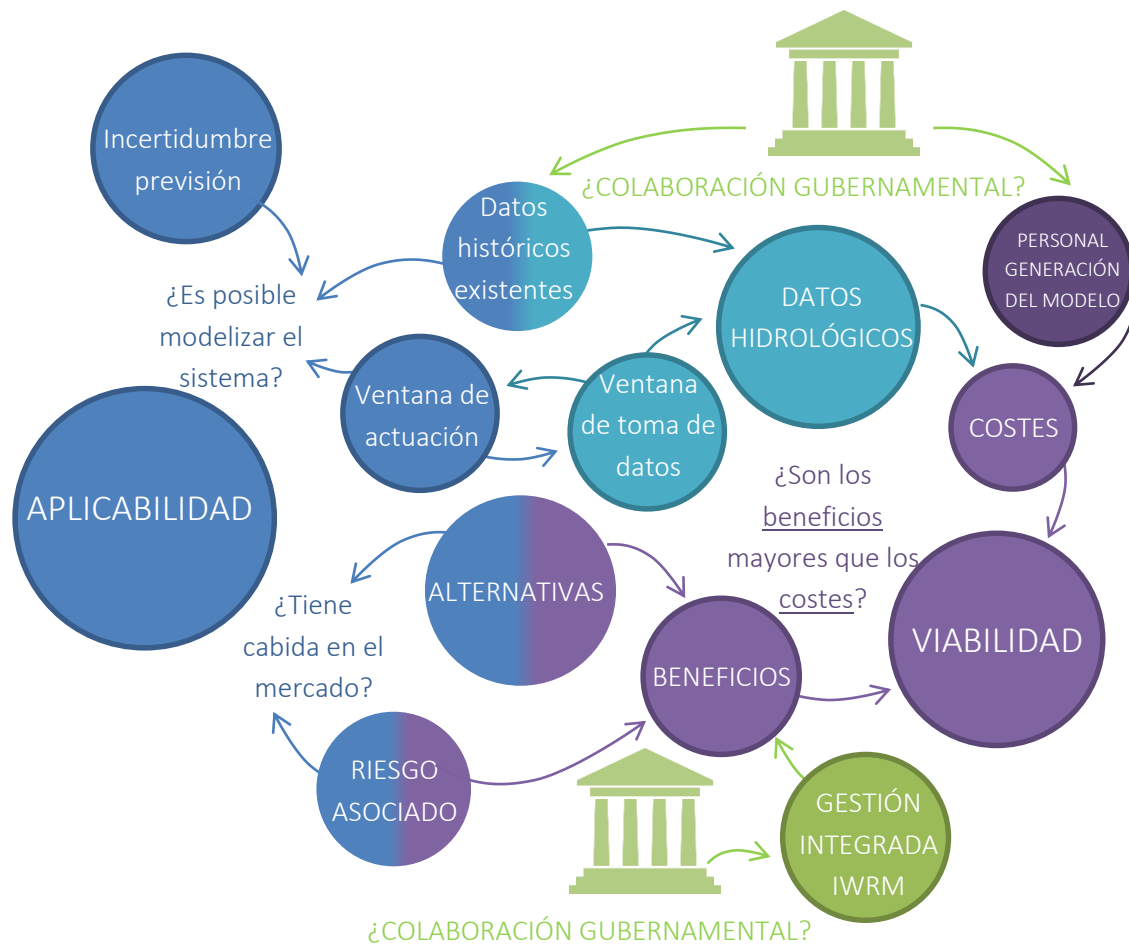 Incertidumbre
previsión
¿COLABORACIÓN GUBERNAMENTAL?
Datos
históricos
existentes
PERSONAL
GENERACIÓN
DEL MODELO
¿Es posible
modelizar el
sistema?
DATOS
HIDROLÓGICOS
Ventana de
actuación
Ventana
de toma de
datos
COSTES
APLICABILIDAD
¿Son los
beneficios
mayores que los
costes?
ALTERNATIVAS
¿Tiene
cabida en el
mercado?
BENEFICIOS
VIABILIDAD
RIESGO
ASOCIADO
GESTIÓN
INTEGRADA
IWRM
¿COLABORACIÓN GUBERNAMENTAL?